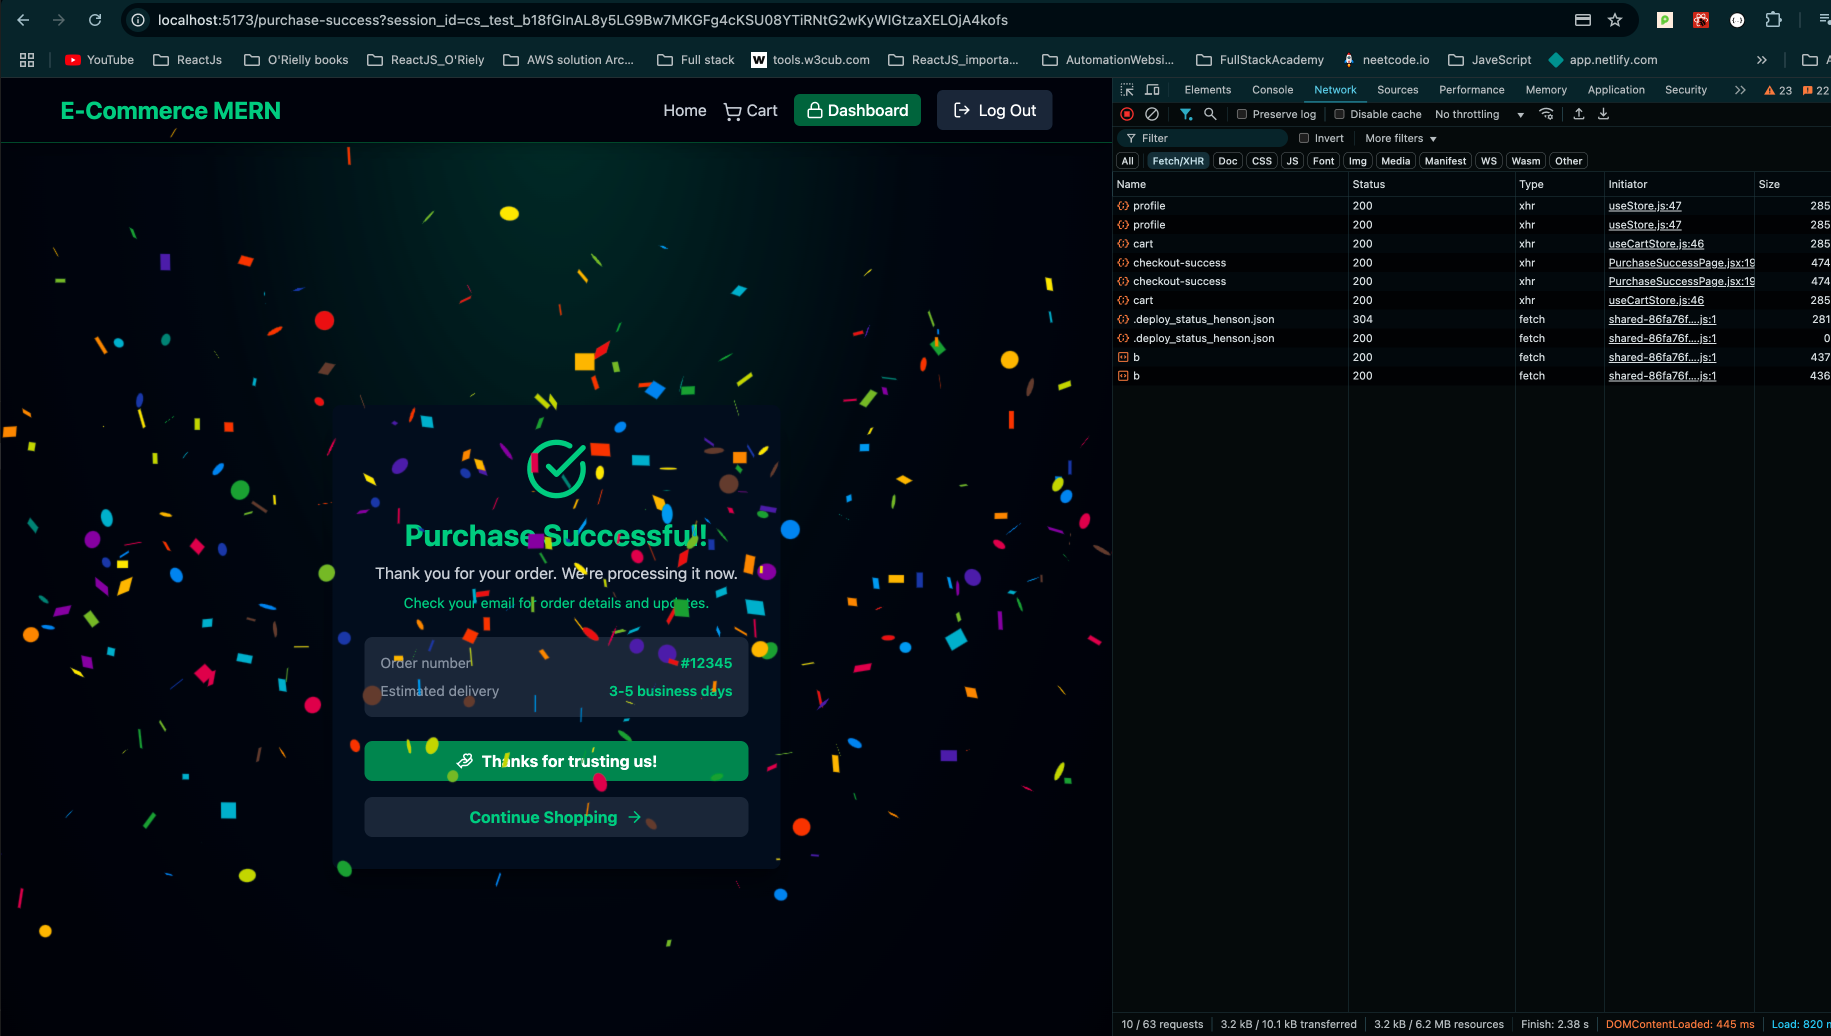 localhost:5173/purchase-success?session_id=cs_test_b18fGlnAL8y5LG9Bw7MKGFg4cKSU08YTiRNtG2wKyWIGtzaXELOjA4kofs
YouTube ReactJs O'Rielly books ReactJS_O'Riely AWS solution Arc... Full stack tools.w3cub.com ReactJS_importa... AutomationWebsi... FullStackAcademy neetcode.io JaveScript app.netlify.com
E-Commerce MERN
Home Cart Dashboard Log Out
Purchase Successful!
Thank you for your order. We're processing it now.
Check your email for order details and updates.
Order number #12345
Estimated delivery 3-5 business days
Thanks for trusting us!
Continue Shopping →
Elements Console Network Sources Performance Memory Application Security 23 22
Preserve log Disable cache No throttling
Filter Invert More filters
All Fetch/XHR Doc CSS JS Font Img Media Manifest WS Wasm Other
Name Status Type Initiator Size
profile 200 xhr useStore.js:47 285
profile 200 xhr useStore.js:47 285
cart 200 xhr useCartStore.js:46 285
checkout-success 200 xhr PurchaseSuccessPage.jsx:19 474
checkout-success 200 xhr PurchaseSuccessPage.jsx:19 474
cart 200 xhr useCartStore.js:46 285
.deploy_status_henson.json 304 fetch shared-86fa76f....js:1 281
.deploy_status_henson.json 200 fetch shared-86fa76f....js:1 0
b 200 fetch shared-86fa76f....js:1 437
b 200 fetch shared-86fa76f....js:1 436
10 / 63 requests 3.2 kB / 10.1 kB transferred 3.2 kB / 6.2 MB resources Finish: 2.38 s DOMContentLoaded: 445 ms Load: 820